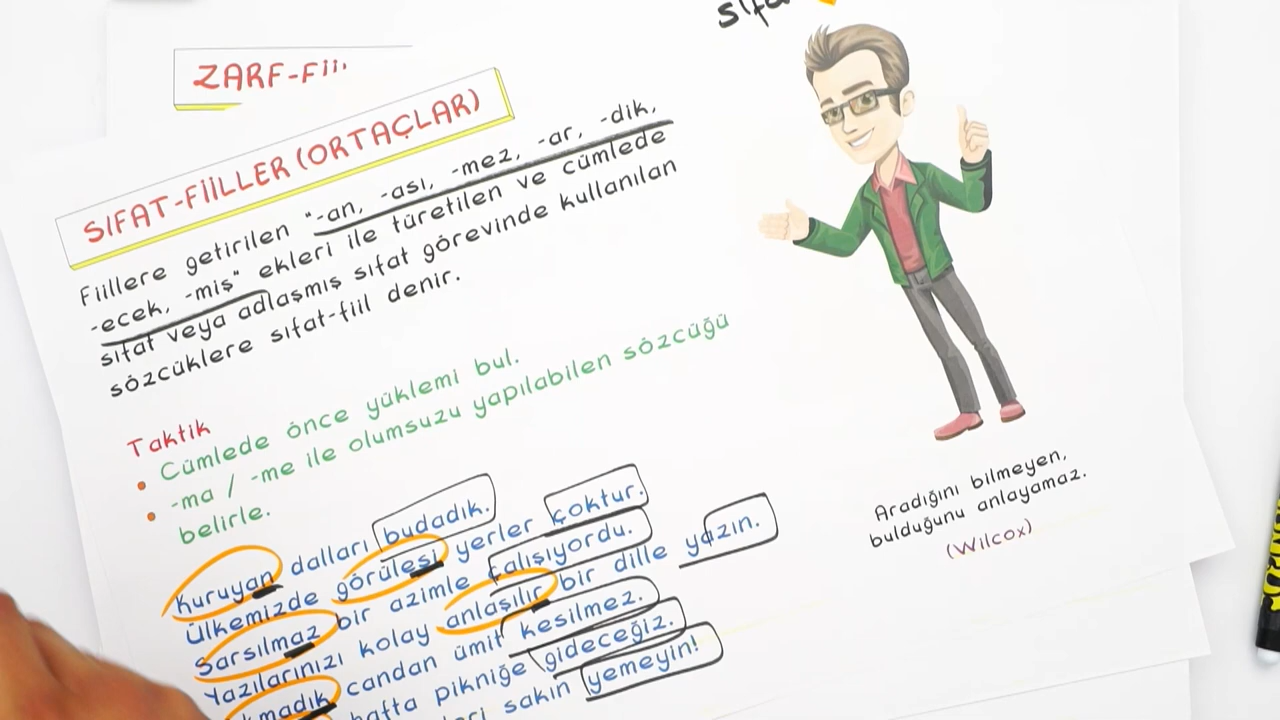 sıfat
ZARF-Fii
SIFAT-FİİLLER (ORTAÇLAR)
Fiillere getirilen "-an, -ası, -mez, -ar, -dik,
-ecek, -miş" ekleri ile türetilen ve cümlede
sıfat veya adlaşmış sıfat görevinde kullanılan
sözcüklere sıfat-fiil denir.
Taktik
• Cümlede önce yüklemi bul.
• -ma / -me ile olumsuzu yapılabilen sözcüğü
belirle.
Kuruyan dalları budadık.
Ülkemizde görülesi yerler çoktur.
Sarsılmaz bir azimle çalışıyordu.
Yazılarınızı kolay anlaşılır bir dille yazın.
madık candan ümit kesilmez.
hafta pikniğe gideceğiz.
sakın yemeyin!
Aradığını bilmeyen,
bulduğunu anlayamaz.
(Wilcox)